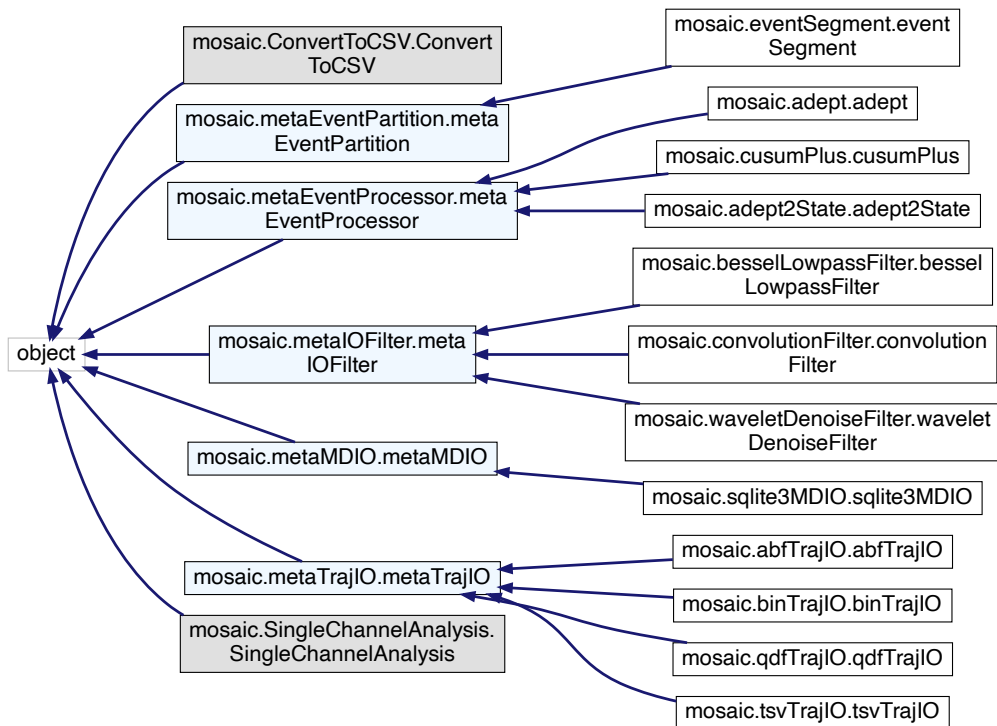 mosaic.ConvertToCSV.Convert
ToCSV
mosaic.eventSegment.event
Segment
mosaic.metaEventPartition.meta
EventPartition
mosaic.adept.adept
mosaic.cusumPlus.cusumPlus
mosaic.metaEventProcessor.meta
EventProcessor
mosaic.adept2State.adept2State
mosaic.besselLowpassFilter.bessel
LowpassFilter
object
mosaic.metaIOFilter.meta
IOFilter
mosaic.convolutionFilter.convolution
Filter
mosaic.waveletDenoiseFilter.wavelet
DenoiseFilter
mosaic.metaMDIO.metaMDIO
mosaic.sqlite3MDIO.sqlite3MDIO
mosaic.abfTrajIO.abfTrajIO
mosaic.metaTrajIO.metaTrajIO
mosaic.binTrajIO.binTrajIO
mosaic.SingleChannelAnalysis.
SingleChannelAnalysis
mosaic.qdfTrajIO.qdfTrajIO
mosaic.tsvTrajIO.tsvTrajIO